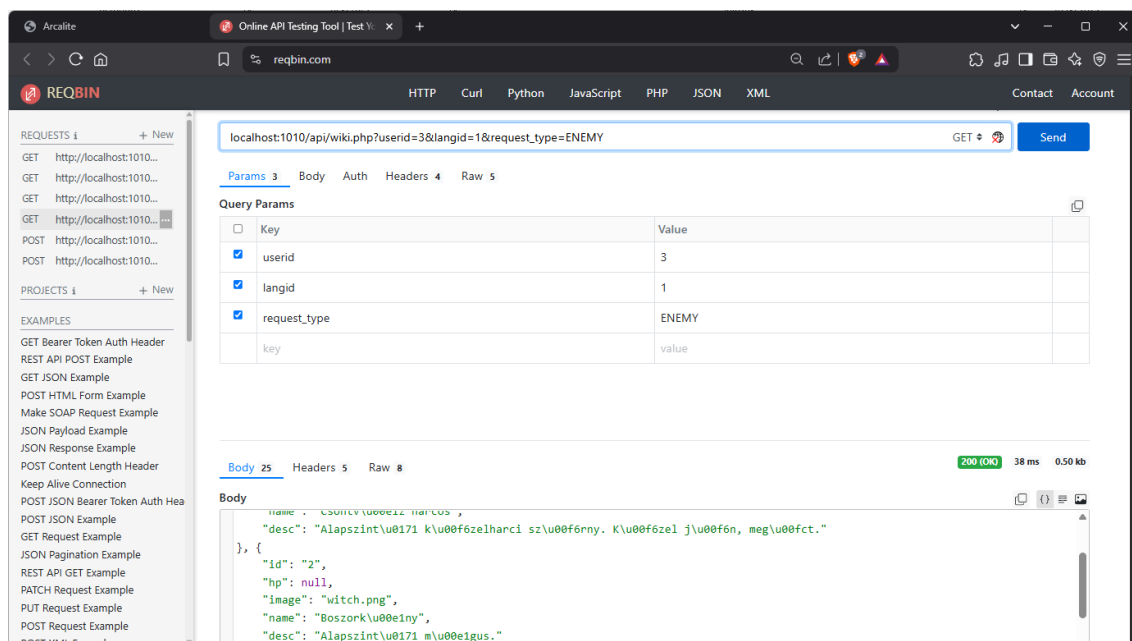 Arcalite
Online API Testing Tool | Test Yo
reqbin.com
2
REQBIN
HTTP Curl Python JavaScript PHP JSON XML
Contact Account
REQUESTS i + New
GET http://localhost:1010...
GET http://localhost:1010...
GET http://localhost:1010...
GET http://localhost:1010... ...
POST http://localhost:1010...
POST http://localhost:1010...
PROJECTS i + New
EXAMPLES
GET Bearer Token Auth Header
REST API POST Example
GET JSON Example
POST HTML Form Example
Make SOAP Request Example
JSON Payload Example
JSON Response Example
POST Content Length Header
Keep Alive Connection
POST JSON Bearer Token Auth Hea
POST JSON Example
GET Request Example
JSON Pagination Example
REST API GET Example
PATCH Request Example
PUT Request Example
POST Request Example
POST XML Example
localhost:1010/api/wiki.php?userid=3&langid=1&request_type=ENEMY
GET
Send
Params 3 Body Auth Headers 4 Raw 5
Query Params
Key Value
userid 3
langid 1
request_type ENEMY
key value
Body 25 Headers 5 Raw 8
200 (OK) 38 ms 0.50 kb
Body
{}
"name": "Csontv\u00e1z harcos",
"desc": "Alapszint\u0171 k\u00f6zelharci sz\u00f6rny. K\u00f6zel j\u00f6n, meg\u00fct."
}, {
"id": "2",
"hp": null,
"image": "witch.png",
"name": "Boszork\u00e1ny",
"desc": "Alapszint\u0171 m\u00e1gus."